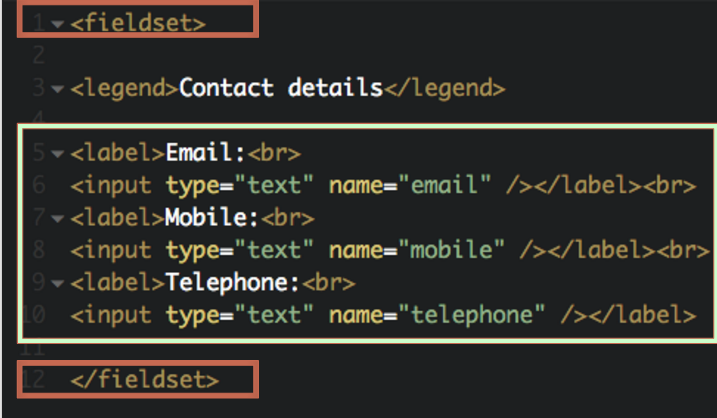 1 <fieldset>
2
3 <legend>Contact details</legend>
4
5 <label>Email:<br>
6 <input type="text" name="email" /></label><br>
7 <label>Mobile:<br>
8 <input type="text" name="mobile" /></label><br>
9 <label>Telephone:<br>
10 <input type="text" name="telephone" /></label>
11
12 </fieldset>